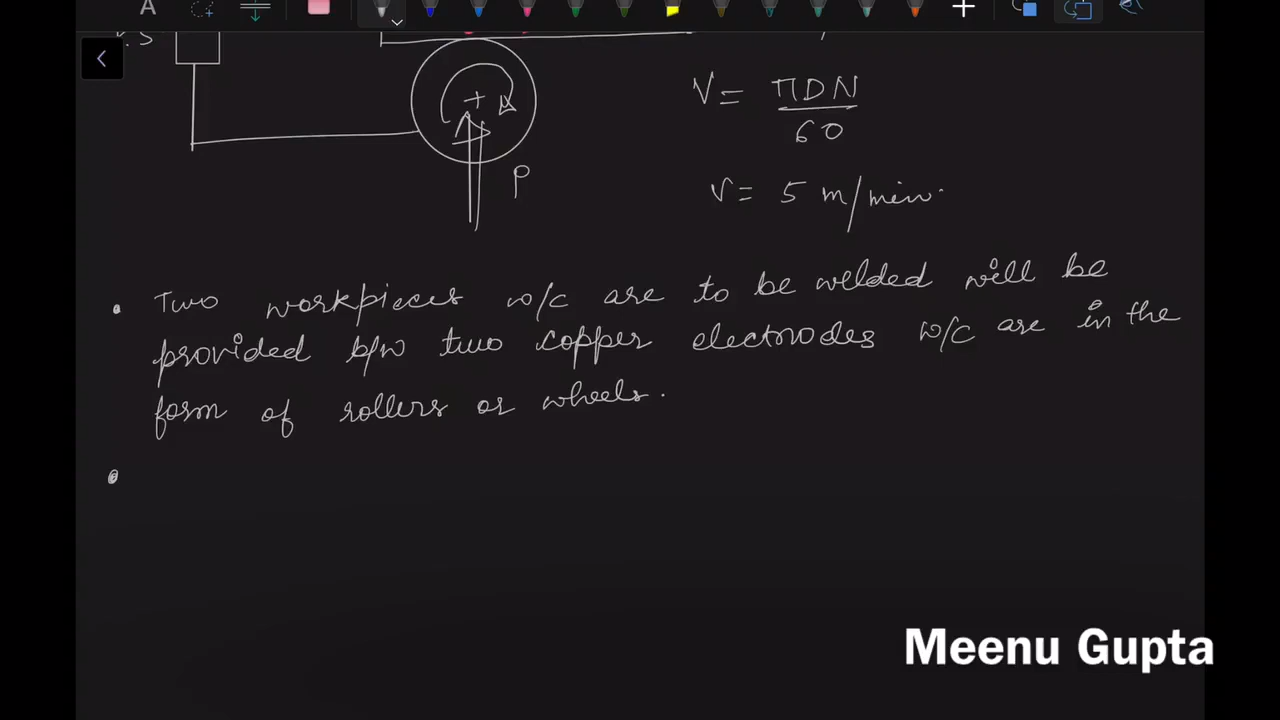 A
V.S
V = ΠDN
60
P
V = 5 m/min.
• Two workpieces w/c are to be welded will be
provided b/w two copper electrodes w/c are in the
form of rollers or wheels.
•
Meenu Gupta